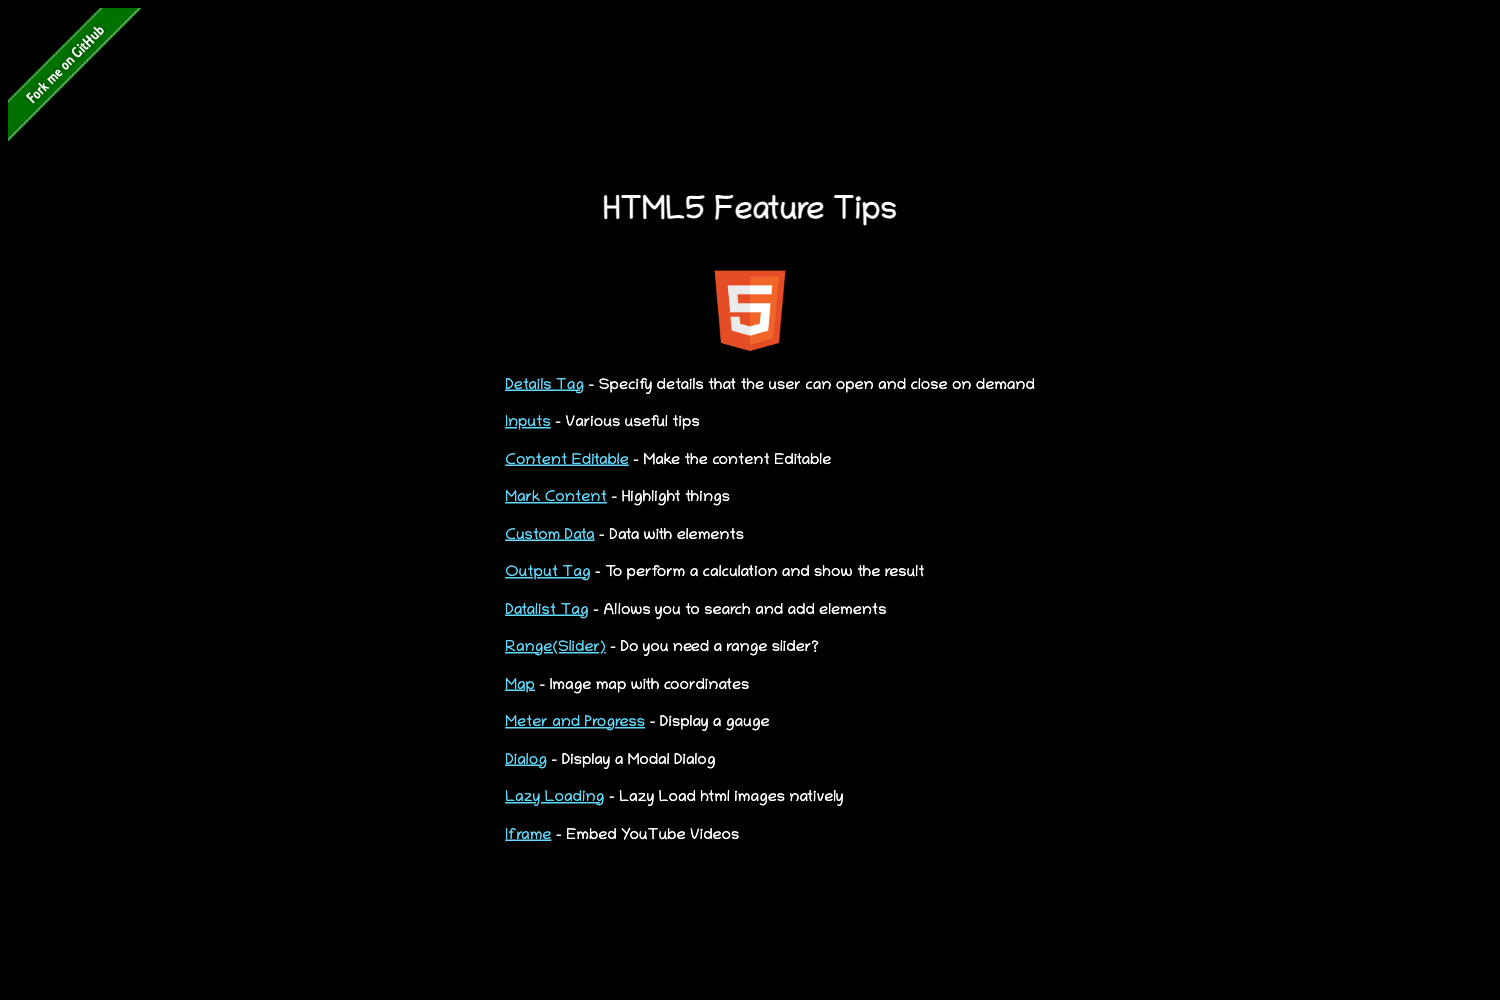 Fork me on GitHub
HTML5 Feature Tips
5
Details Tag - Specify details that the user can open and close on demand
Inputs - Various useful tips
Content Editable - Make the content Editable
Mark Content - Highlight things
Custom Data - Data with elements
Output Tag - To perform a calculation and show the result
Datalist Tag - Allows you to search and add elements
Range(Slider) - Do you need a range slider?
Map - Image map with coordinates
Meter and Progress - Display a gauge
Dialog - Display a Modal Dialog
Lazy Loading - Lazy Load html images natively
Iframe - Embed YouTube Videos